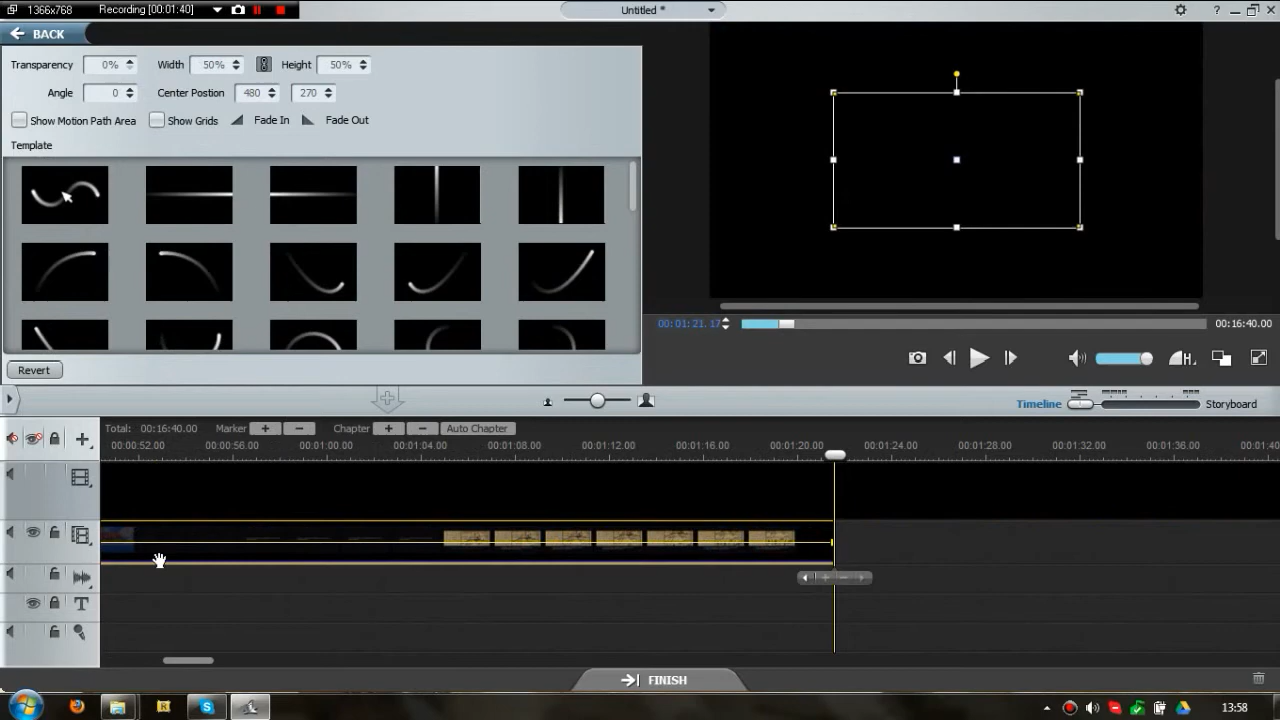 1366x768 Recording [00:01:40] Untitled * ?
BACK
Transparency 0% Width 50% Height 50%
Angle 0 Center Postion 480 270
Show Motion Path Area Show Grids Fade In Fade Out
Template
00:01:21.17 00:16:40.00
Revert
H
Timeline Storyboard
Total: 00:16:40.00 Marker Chapter Auto Chapter
00:00:52.00 00:00:56.00 00:01:00.00 00:01:04.00 00:01:08.00 00:01:12.00 00:01:16.00 00:01:20.00 00:01:24.00 00:01:28.00 00:01:32.00 00:01:36.00 00:01:40
T
FINISH
R S 13:58